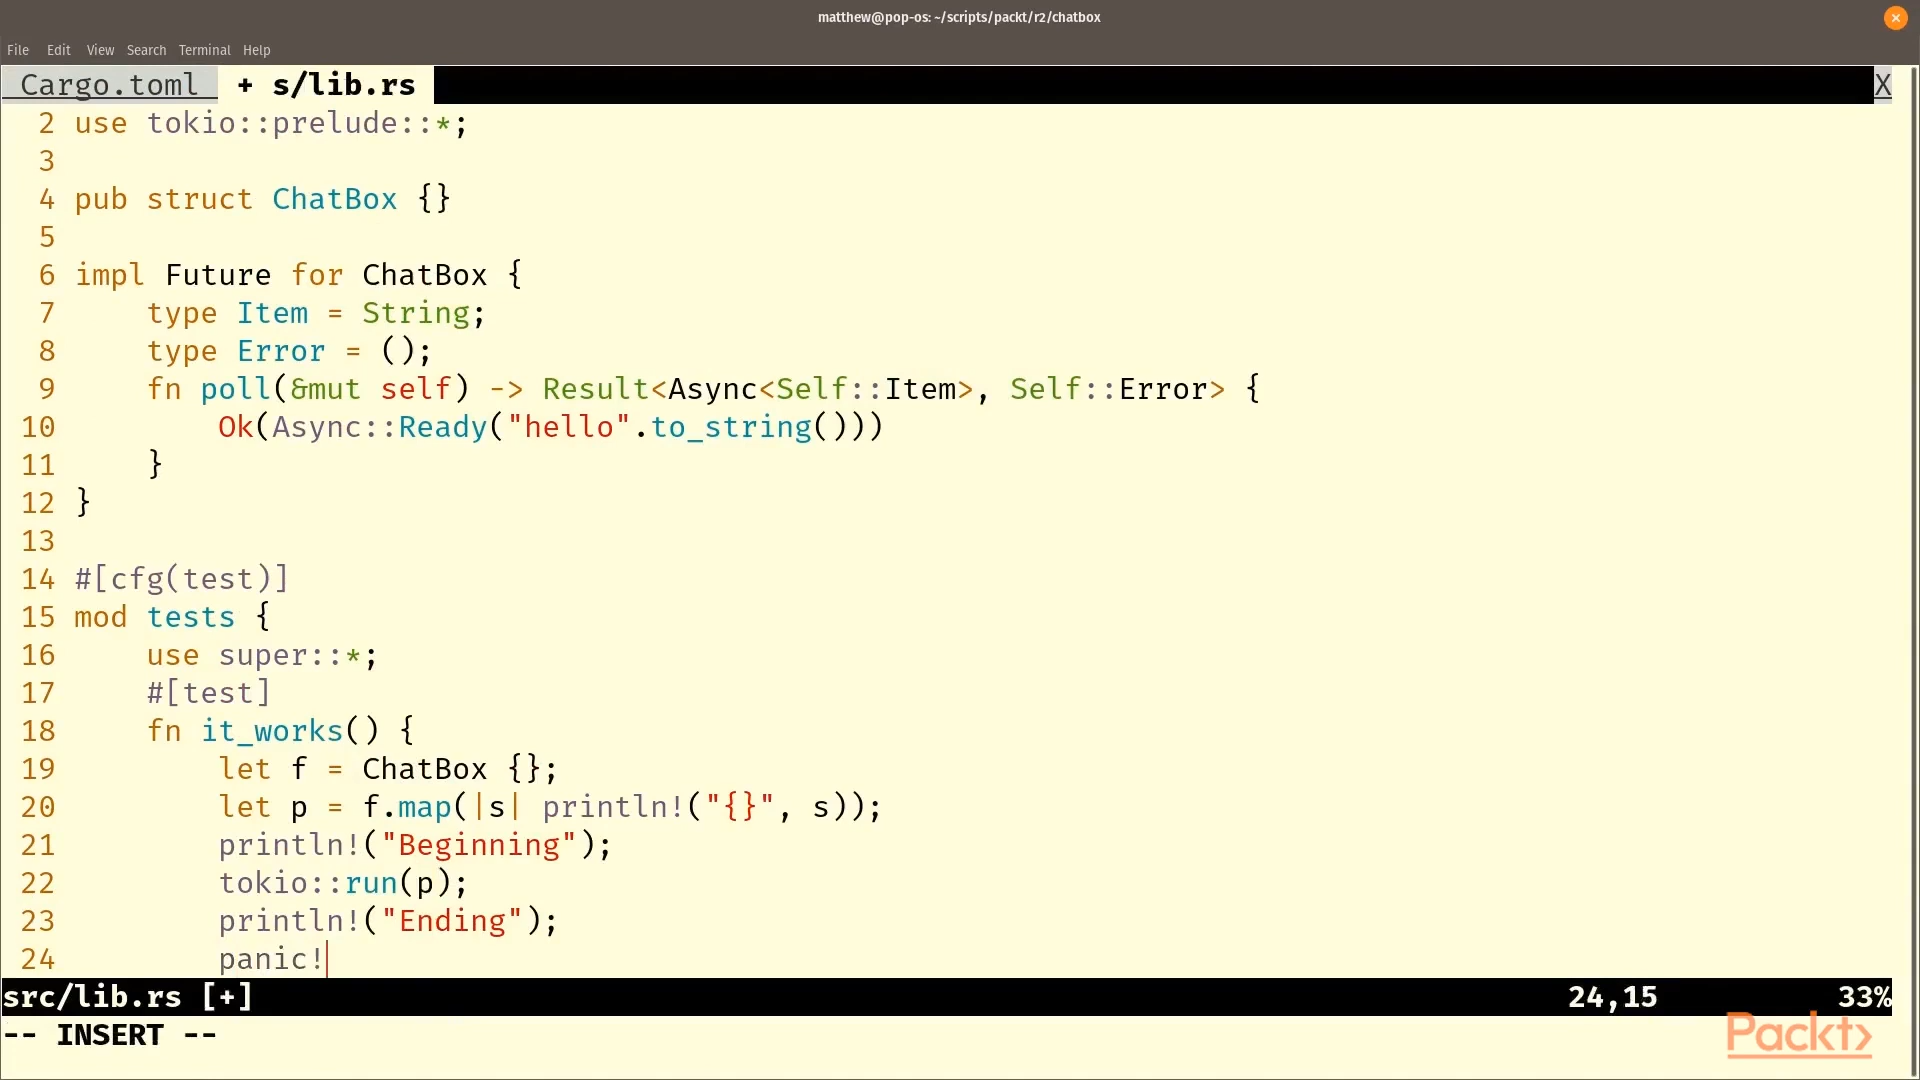 matthew@pop-os: ~/scripts/packt/r2/chatbox
File Edit View Search Terminal Help
Cargo.toml + s/lib.rs X
2 use tokio::prelude::*;
3
4 pub struct ChatBox {}
5
6 impl Future for ChatBox {
7     type Item = String;
8     type Error = ();
9     fn poll(&mut self) -> Result<Async<Self::Item>, Self::Error> {
10         Ok(Async::Ready("hello".to_string()))
11     }
12 }
13
14 #[cfg(test)]
15 mod tests {
16     use super::*;
17     #[test]
18     fn it_works() {
19         let f = ChatBox {};
20         let p = f.map(|s| println!("{}", s));
21         println!("Beginning");
22         tokio::run(p);
23         println!("Ending");
24         panic!
src/lib.rs [+] 24,15 33%
-- INSERT --
Packt>